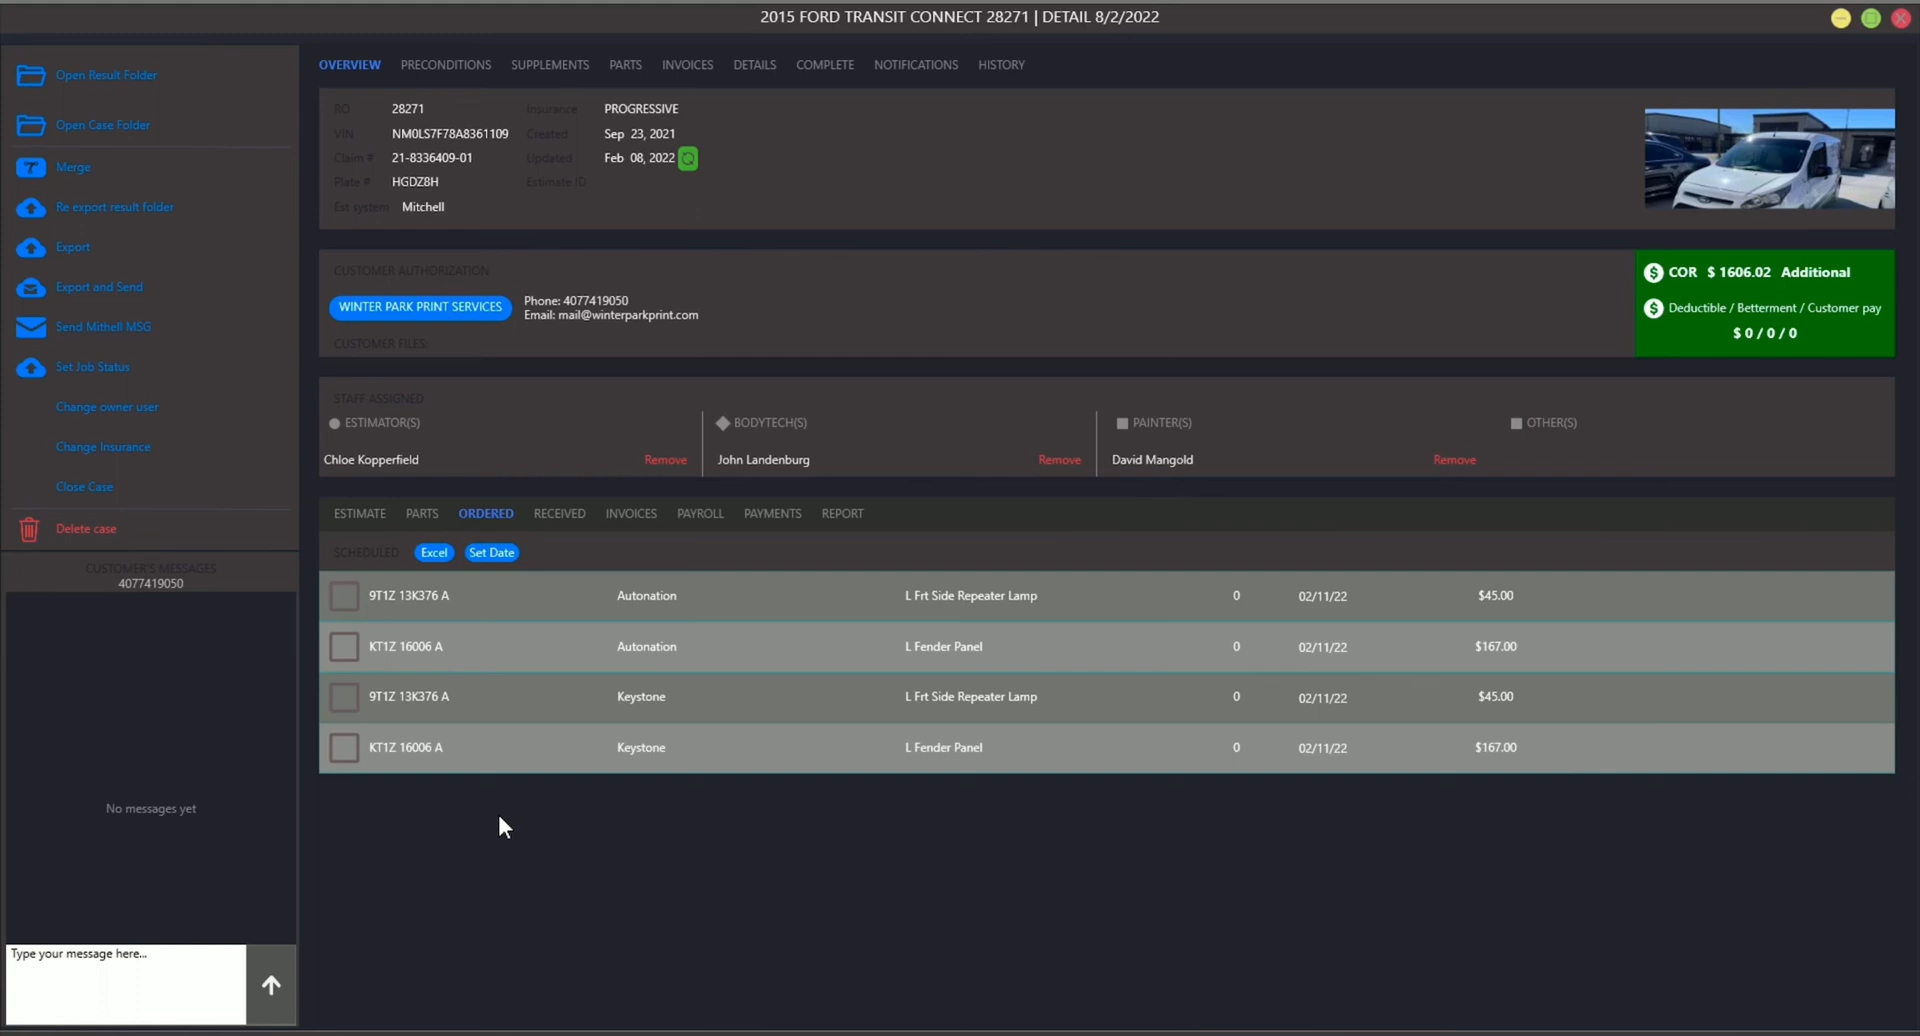 2015 FORD TRANSIT CONNECT 28271 | DETAIL 8/2/2022
Open Result Folder
Open Case Folder
Merge
Re export result folder
Export
Export and Send
Send Mithell MSG
Set Job Status
Change owner user
Change Insurance
Close Case
Delete case
CUSTOMER'S MESSAGES
4077419050
No messages yet
Type your message here...
OVERVIEW PRECONDITIONS SUPPLEMENTS PARTS INVOICES DETAILS COMPLETE NOTIFICATIONS HISTORY
RO 28271 Insurance PROGRESSIVE
VIN NM0LS7F78A8361109 Created Sep 23, 2021
Claim # 21-8336409-01 Updated Feb 08, 2022
Plate # HGDZ8H Estimate ID
Est system Mitchell
CUSTOMER AUTHORIZATION
WINTER PARK PRINT SERVICES
Phone: 4077419050
Email: mail@winterparkprint.com
CUSTOMER FILES:
COR $ 1606.02 Additional
Deductible / Betterment / Customer pay
$ 0 / 0 / 0
STAFF ASSIGNED
ESTIMATOR(S) BODYTECH(S) PAINTER(S) OTHER(S)
Chloe Kopperfield Remove John Landenburg Remove David Mangold Remove
ESTIMATE PARTS ORDERED RECEIVED INVOICES PAYROLL PAYMENTS REPORT
SCHEDULED Excel Set Date
9T1Z 13K376 A Autonation L Frt Side Repeater Lamp 0 02/11/22 $45.00
KT1Z 16006 A Autonation L Fender Panel 0 02/11/22 $167.00
9T1Z 13K376 A Keystone L Frt Side Repeater Lamp 0 02/11/22 $45.00
KT1Z 16006 A Keystone L Fender Panel 0 02/11/22 $167.00